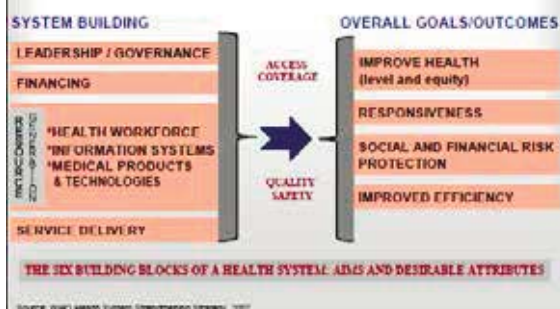 SYSTEM BUILDING
OVERALL GOALS/OUTCOMES
LEADERSHIP / GOVERNANCE
FINANCING
RESOURCE
GENERATION
*HEALTH WORKFORCE
*INFORMATION SYSTEMS
*MEDICAL PRODUCTS
& TECHNOLOGIES
SERVICE DELIVERY
ACCESS
COVERAGE
QUALITY
SAFETY
IMPROVE HEALTH
(level and equity)
RESPONSIVENESS
SOCIAL AND FINANCIAL RISK
PROTECTION
IMPROVED EFFICIENCY
THE SIX BUILDING BLOCKS OF A HEALTH SYSTEM: AIMS AND DESIRABLE ATTRIBUTES